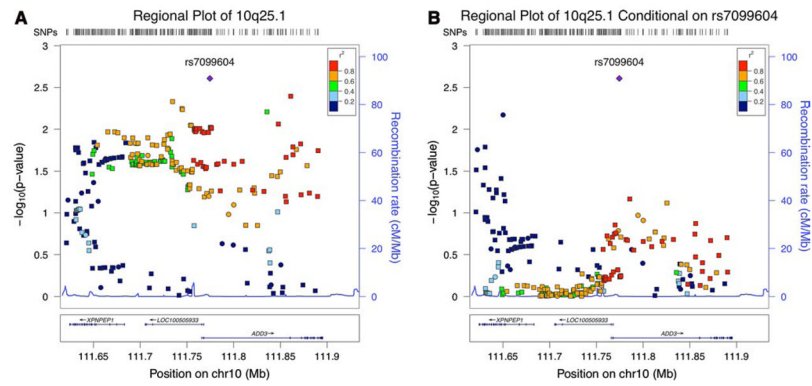 A
Regional Plot of 10q25.1
SNPs
3
2.5
2
1.5
1
0.5
0
−log10(p−value)
rs7099604
r²
0.8
0.6
0.4
0.2
100
80
60
40
20
0
Recombination rate (cM/Mb)
←XPNPEP1
←LOC100505933
ADD3→
111.65
111.7
111.75
111.8
111.85
111.9
Position on chr10 (Mb)
B
Regional Plot of 10q25.1 Conditional on rs7099604
SNPs
3
2.5
2
1.5
1
0.5
0
−log10(p−value)
rs7099604
r²
0.8
0.6
0.4
0.2
100
80
60
40
20
0
Recombination rate (cM/Mb)
←XPNPEP1
←LOC100505933
ADD3→
111.65
111.7
111.75
111.8
111.85
111.9
Position on chr10 (Mb)